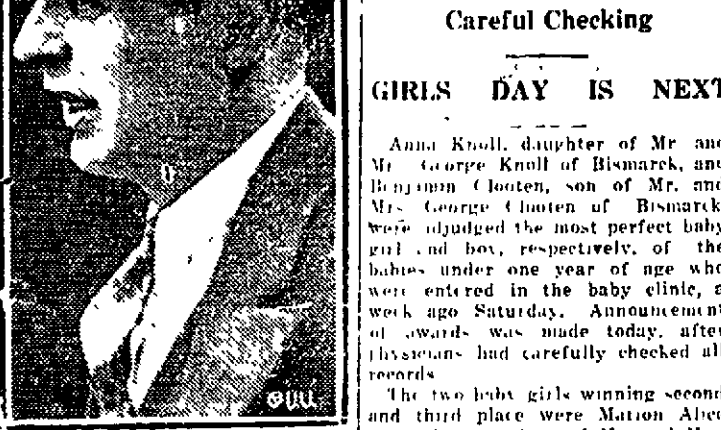 Careful Checking
GIRLS DAY IS NEXT
Anna Knoll, daughter of Mr and
Mr George Knoll of Bismarck, and
Benjamin Clooten, son of Mr. and
Mrs George Clooten of Bismarck
were adjudged the most perfect baby
girl and boy, respectively, of the
babies under one year of age who
were entered in the baby clinic, a
week ago Saturday. Announcement
of awards was made today, after
physicians had carefully checked all
records
The two baby girls winning second
and third place were Marion Alice